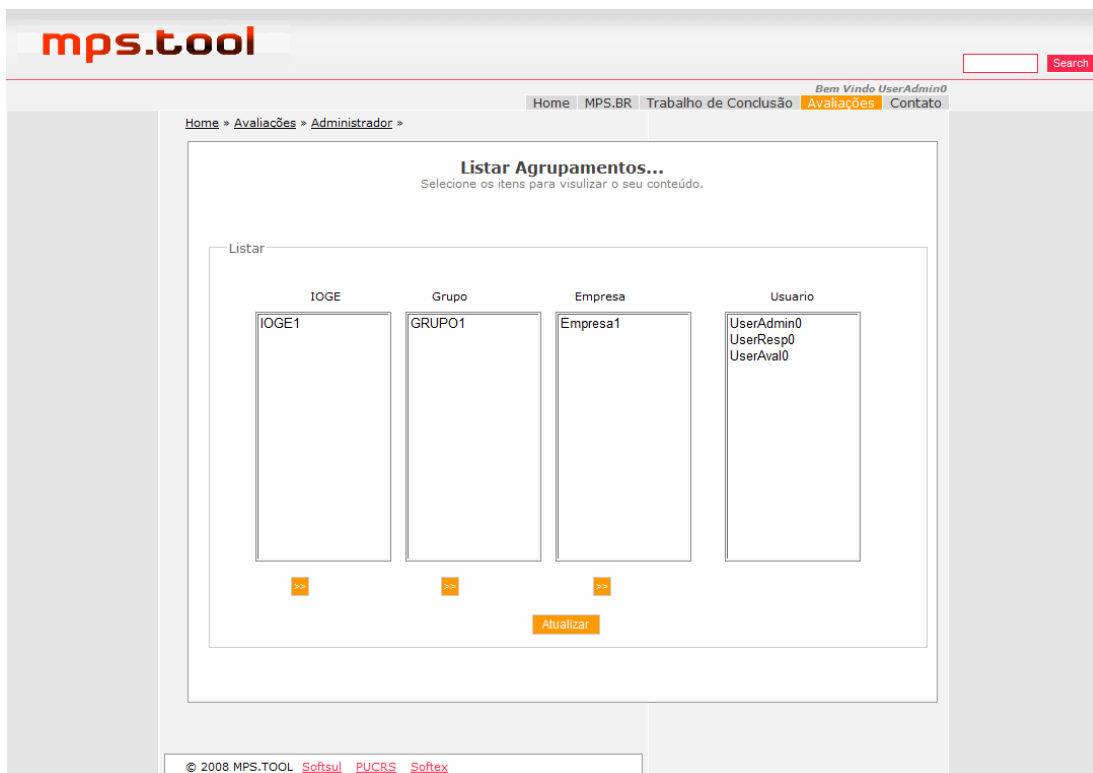 mps.tool
Search
Bem Vindo UserAdmin0
Home MPS.BR Trabalho de Conclusão Avaliações Contato
Home » Avaliações » Administrador »
Listar Agrupamentos...
Selecione os itens para visulizar o seu conteúdo.
Listar
IOGE Grupo Empresa Usuario
IOGE1 GRUPO1 Empresa1 UserAdmin0
UserResp0
UserAval0
>> >> >>
Atualizar
© 2008 MPS.TOOL Softsul PUCRS Softex